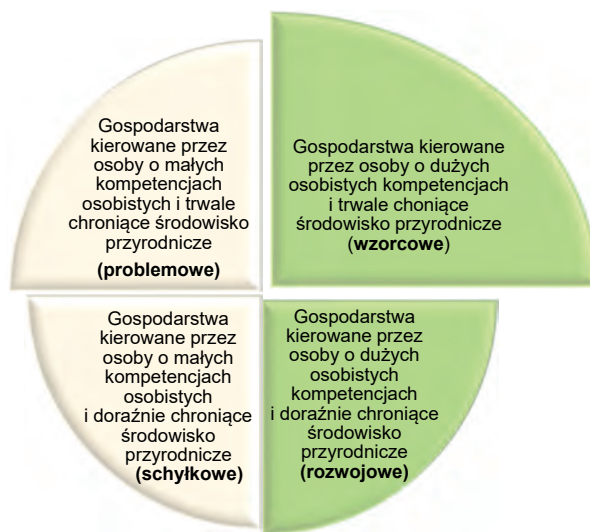 Gospodarstwa
kierowane przez
osoby o małych
kompetencjach
osobistych i trwale
chroniące środowisko
przyrodnicze
(problemowe)
Gospodarstwa kierowane
przez osoby o dużych
osobistych kompetencjach
i trwale choniące
środowisko przyrodnicze
(wzorcowe)
Gospodarstwa
kierowane przez
osoby o małych
kompetencjach
osobistych
i doraźnie chroniące
środowisko
przyrodnicze
(schyłkowe)
Gospodarstwa
kierowane przez
osoby o dużych
osobistych
kompetencjach
i doraźnie chroniące
środowisko
przyrodnicze
(rozwojowe)